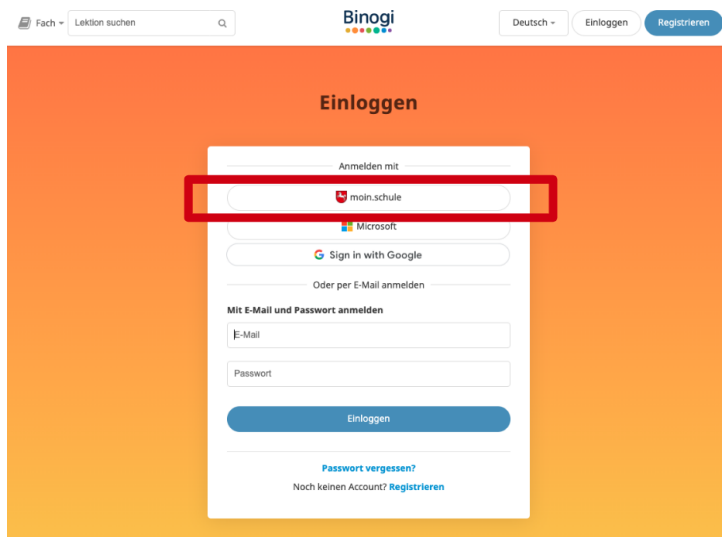 Fach
Lektion suchen
Binogi
Deutsch
Einloggen
Registrieren
Einloggen
Anmelden mit
moin.schule
Microsoft
Sign in with Google
Oder per E-Mail anmelden
Mit E-Mail und Passwort anmelden
E-Mail
Passwort
Einloggen
Passwort vergessen?
Noch keinen Account? Registrieren